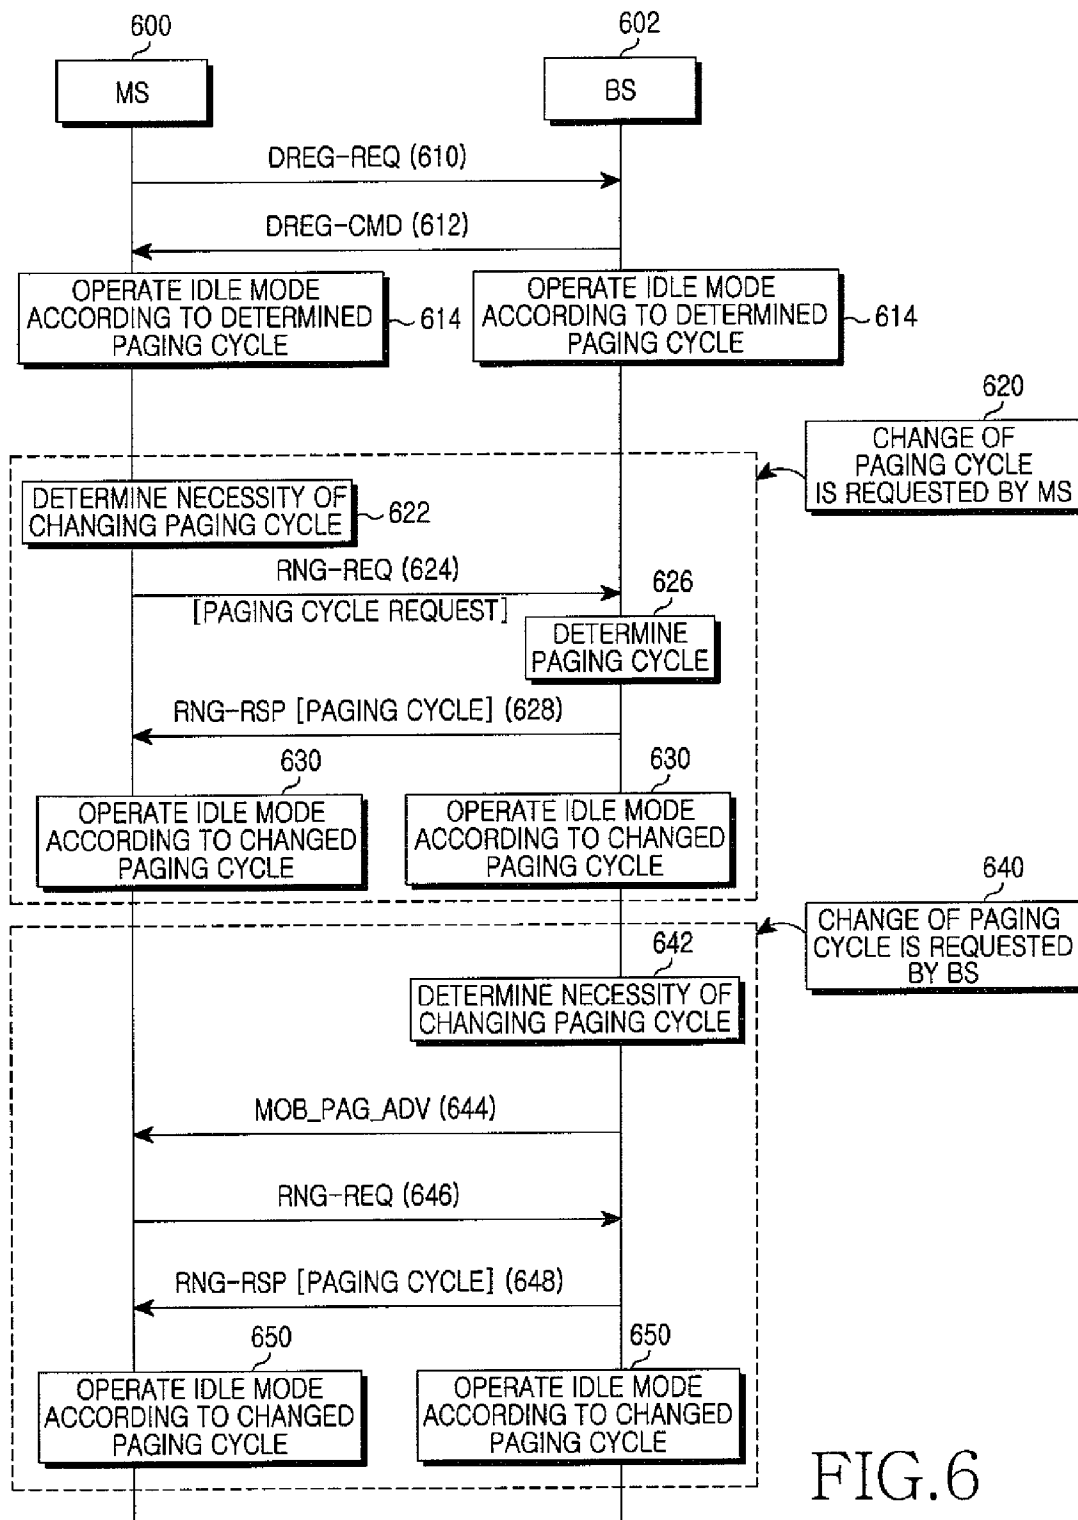 600
602
MS
BS
DREG-REQ (610)
DREG-CMD (612)
OPERATE IDLE MODE
ACCORDING TO DETERMINED
PAGING CYCLE
614
OPERATE IDLE MODE
ACCORDING TO DETERMINED
PAGING CYCLE
614
620
CHANGE OF
PAGING CYCLE
IS REQUESTED BY MS
DETERMINE NECESSITY OF
CHANGING PAGING CYCLE
622
RNG-REQ (624)
[PAGING CYCLE REQUEST]
626
DETERMINE
PAGING CYCLE
RNG-RSP [PAGING CYCLE] (628)
630
OPERATE IDLE MODE
ACCORDING TO CHANGED
PAGING CYCLE
630
OPERATE IDLE MODE
ACCORDING TO CHANGED
PAGING CYCLE
640
CHANGE OF PAGING
CYCLE IS REQUESTED
BY BS
642
DETERMINE NECESSITY OF
CHANGING PAGING CYCLE
MOB_PAG_ADV (644)
RNG-REQ (646)
RNG-RSP [PAGING CYCLE] (648)
650
OPERATE IDLE MODE
ACCORDING TO CHANGED
PAGING CYCLE
650
OPERATE IDLE MODE
ACCORDING TO CHANGED
PAGING CYCLE
FIG.6